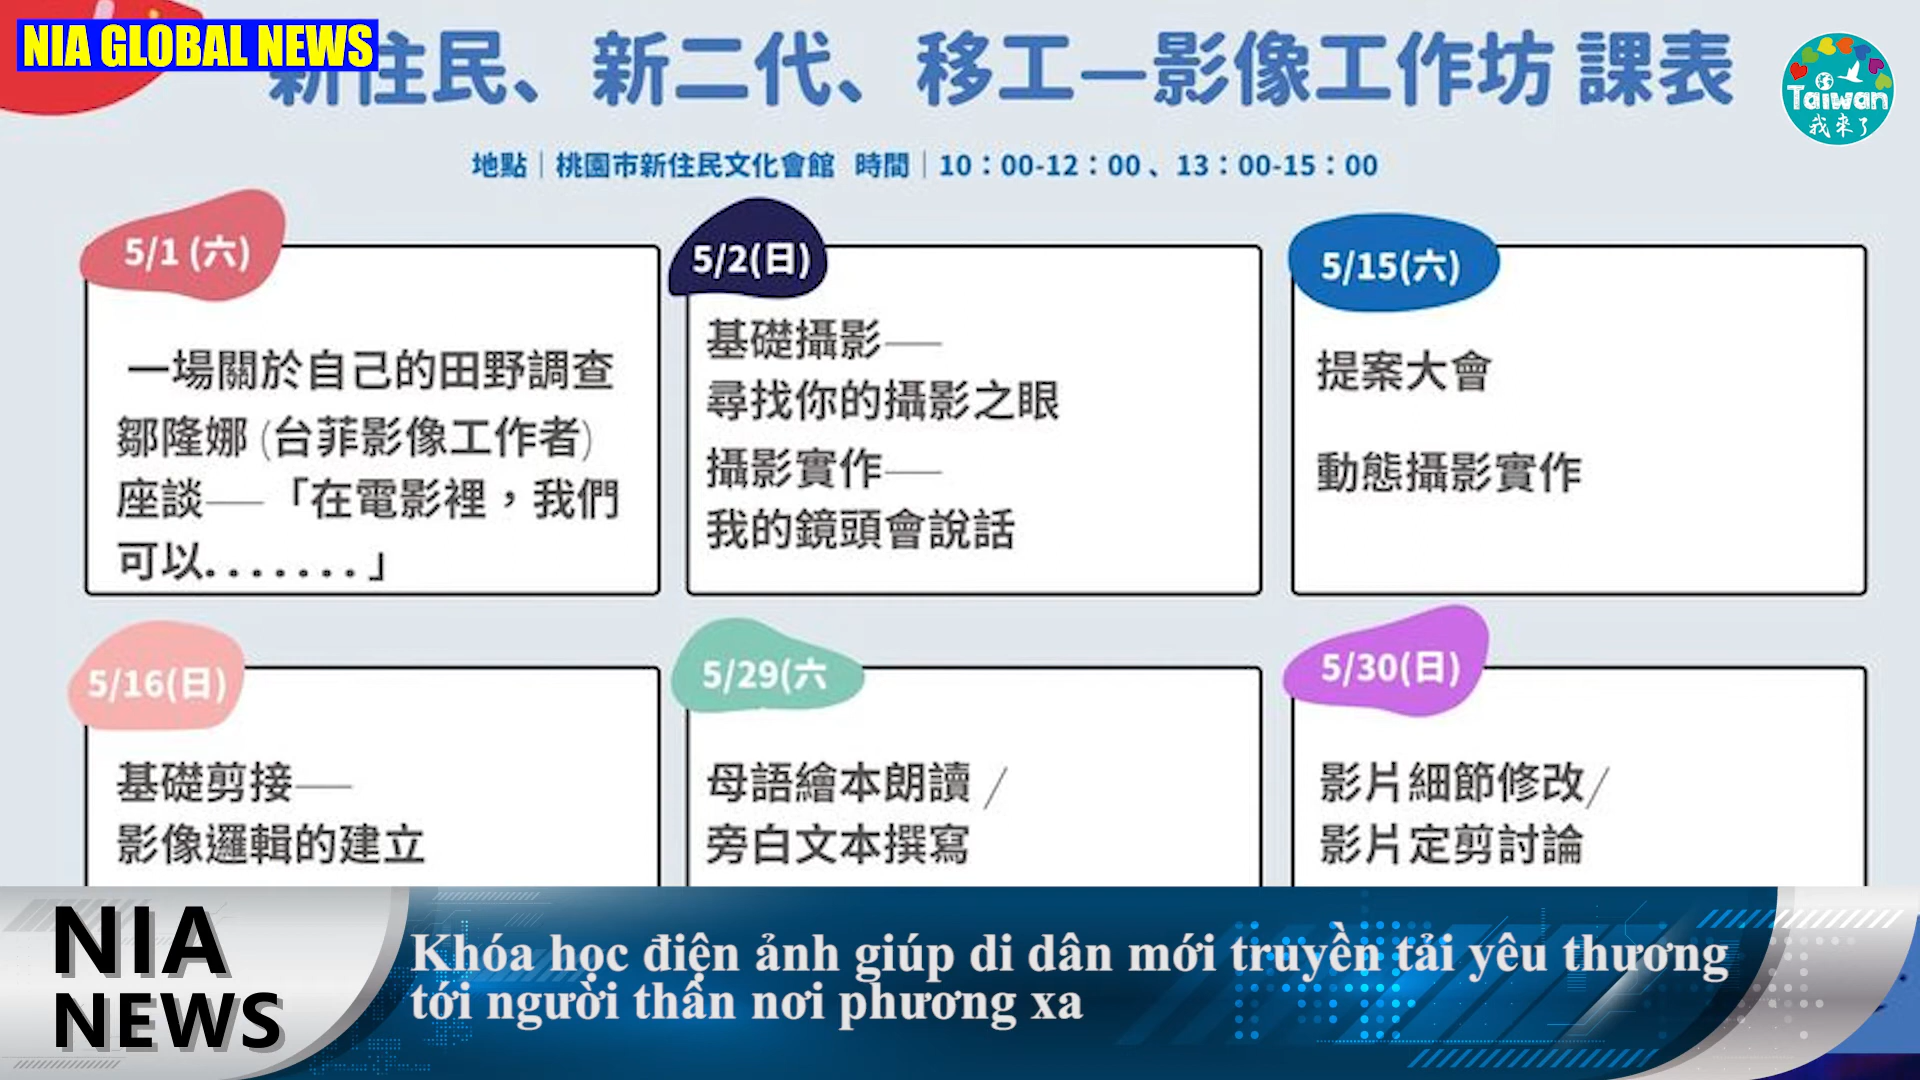 NIA GLOBAL NEWS
新住民、新二代、移工—影像工作坊 課表
Taiwan
我來了
地點｜桃園市新住民文化會館 時間｜10：00-12：00、13：00-15：00
5/1 (六)
一場關於自己的田野調查
鄒隆娜 (台菲影像工作者)
座談——「在電影裡，我們
可以.......」
5/2(日)
基礎攝影——
尋找你的攝影之眼
攝影實作——
我的鏡頭會說話
5/15(六)
提案大會
動態攝影實作
5/16(日)
基礎剪接——
影像邏輯的建立
5/29(六
母語繪本朗讀 /
旁白文本撰寫
5/30(日)
影片細節修改/
影片定剪討論
NIA
NEWS
Khóa học điện ảnh giúp di dân mới truyền tải yêu thương
tới người thân nơi phương xa